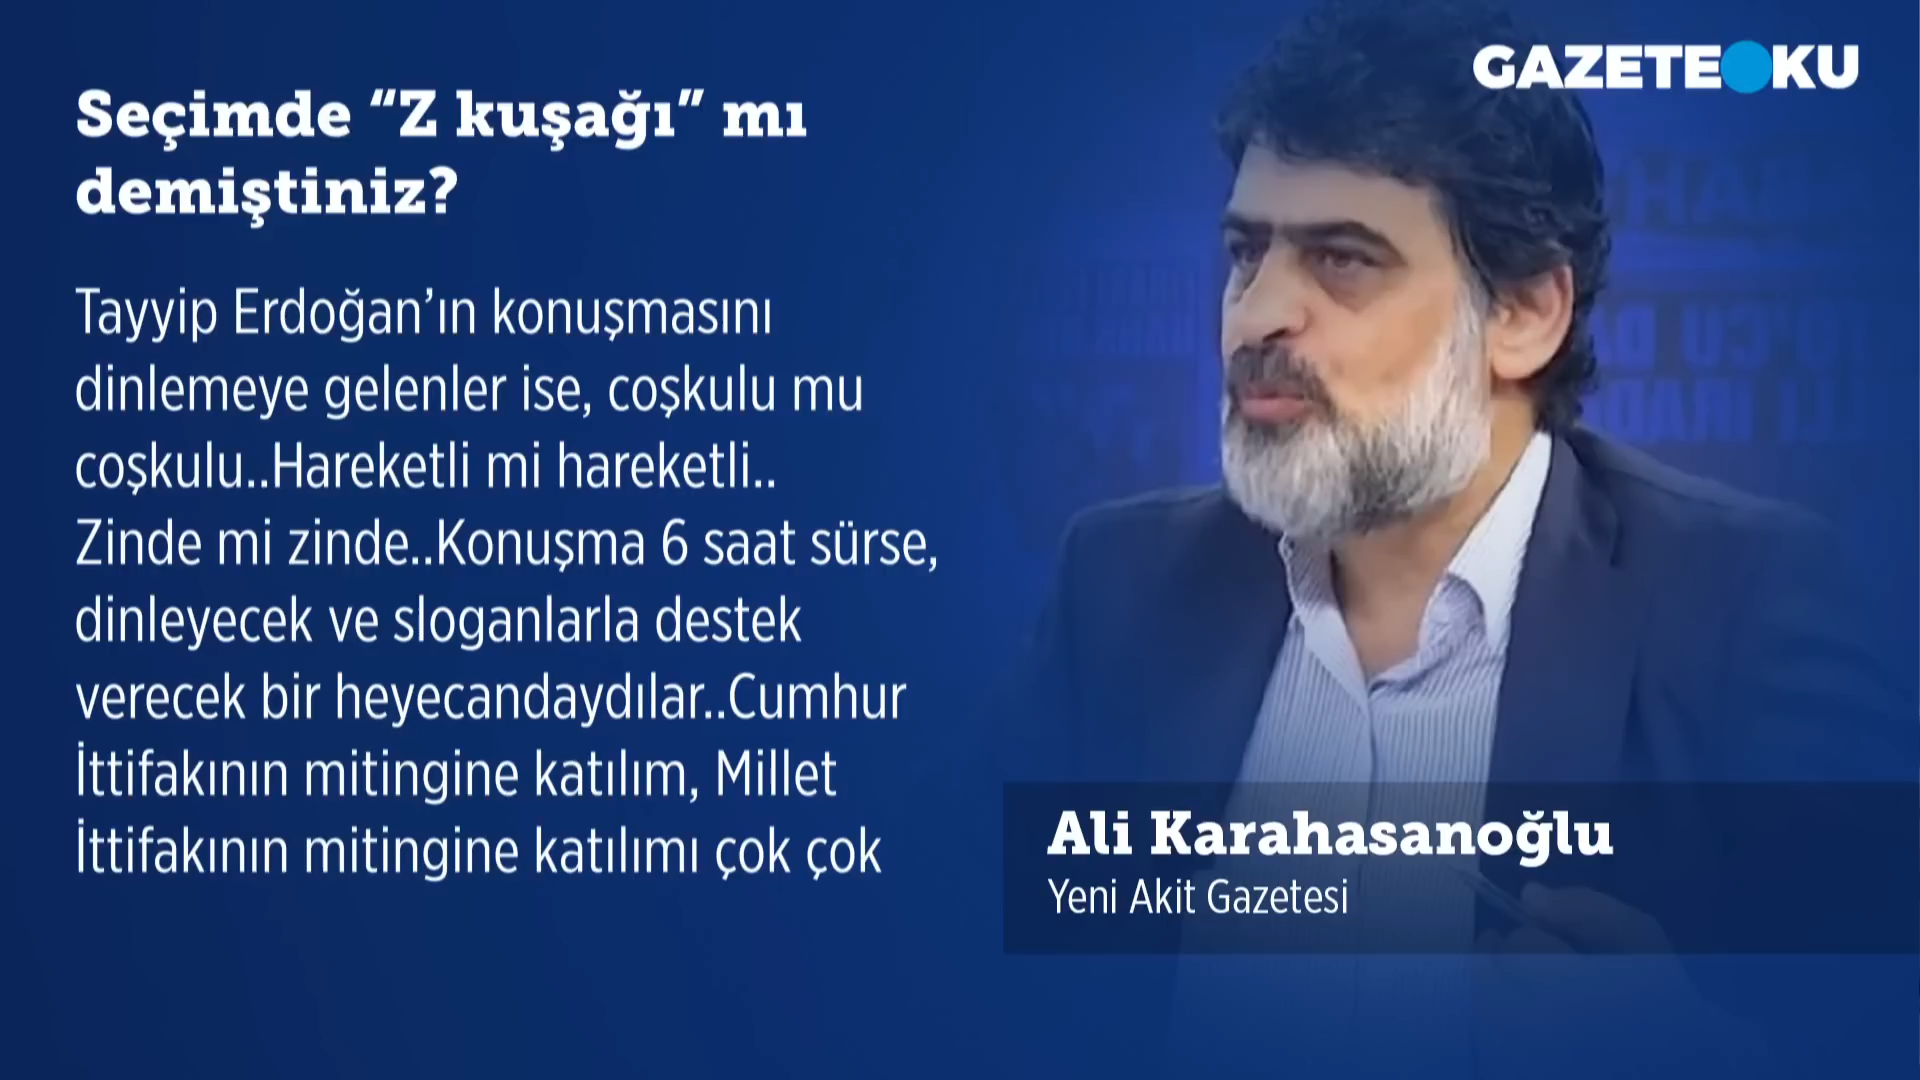 GAZETE KU
Seçimde “Z kuşağı” mı
demiştiniz?
Tayyip Erdoğan’ın konuşmasını
dinlemeye gelenler ise, coşkulu mu
coşkulu..Hareketli mi hareketli..
Zinde mi zinde..Konuşma 6 saat sürse,
dinleyecek ve sloganlarla destek
verecek bir heyecandaydılar..Cumhur
İttifakının mitingine katılım, Millet
İttifakının mitingine katılımı çok çok
Ali Karahasanoğlu
Yeni Akit Gazetesi